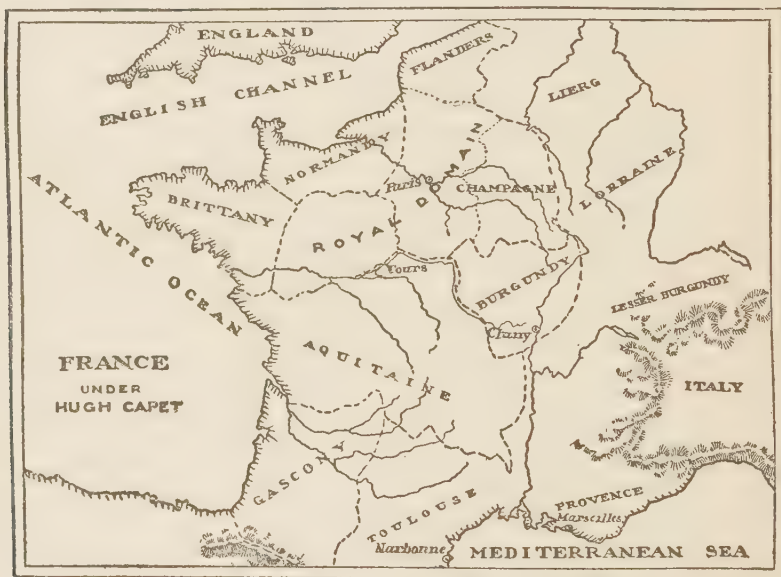 ENGLAND
FLANDERS
ENGLISH CHANNEL
LIERG
NORMANDY
LORRAINE
Paris
CHAMPAGNE
ROYAL DOMAIN
BRITTANY
ATLANTIC OCEAN
Tours
BURGUNDY
LESSER BURGUNDY
Cluny
FRANCE
UNDER
HUGH CAPET
AQUITAINE
ITALY
GASCONY
TOULOUSE
PROVENCE
Marseilles
Narbonne
MEDITERRANEAN SEA